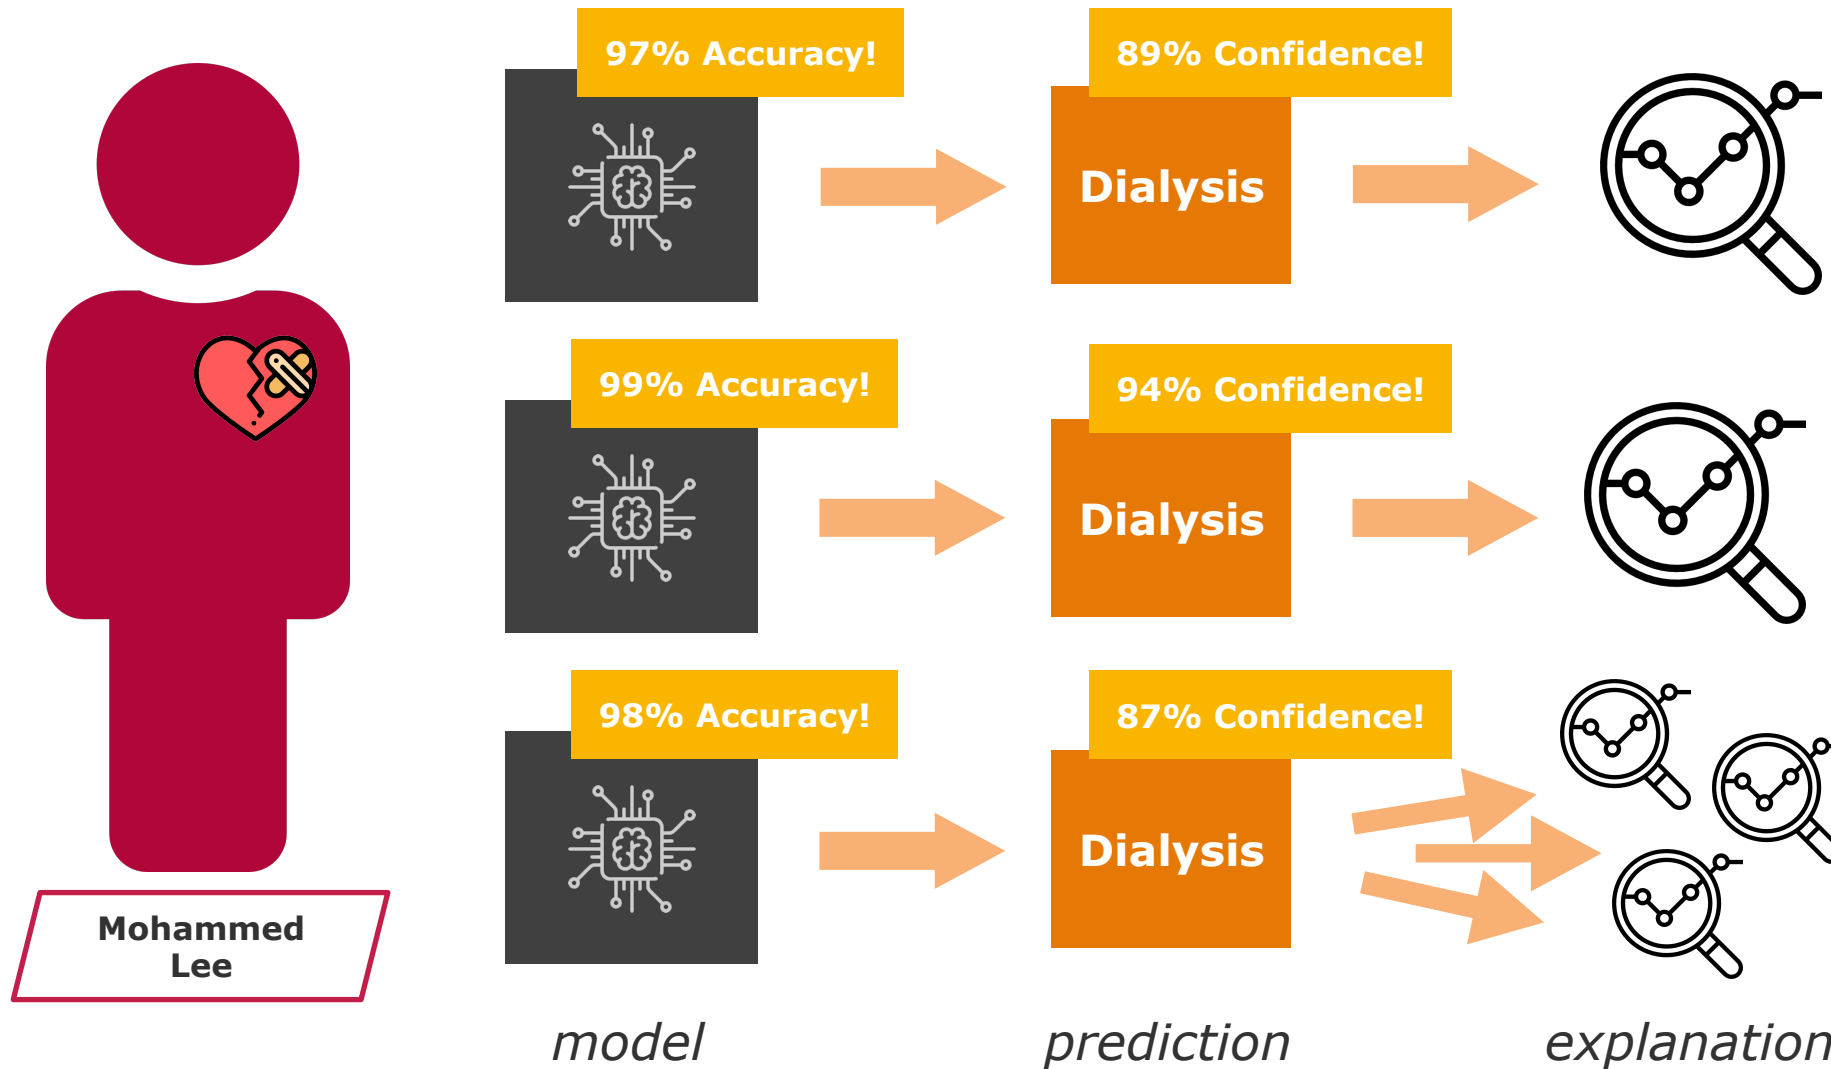 97% Accuracy!
89% Confidence!
Dialysis
99% Accuracy!
94% Confidence!
Dialysis
98% Accuracy!
87% Confidence!
Dialysis
Mohammed
Lee
model
prediction
explanation